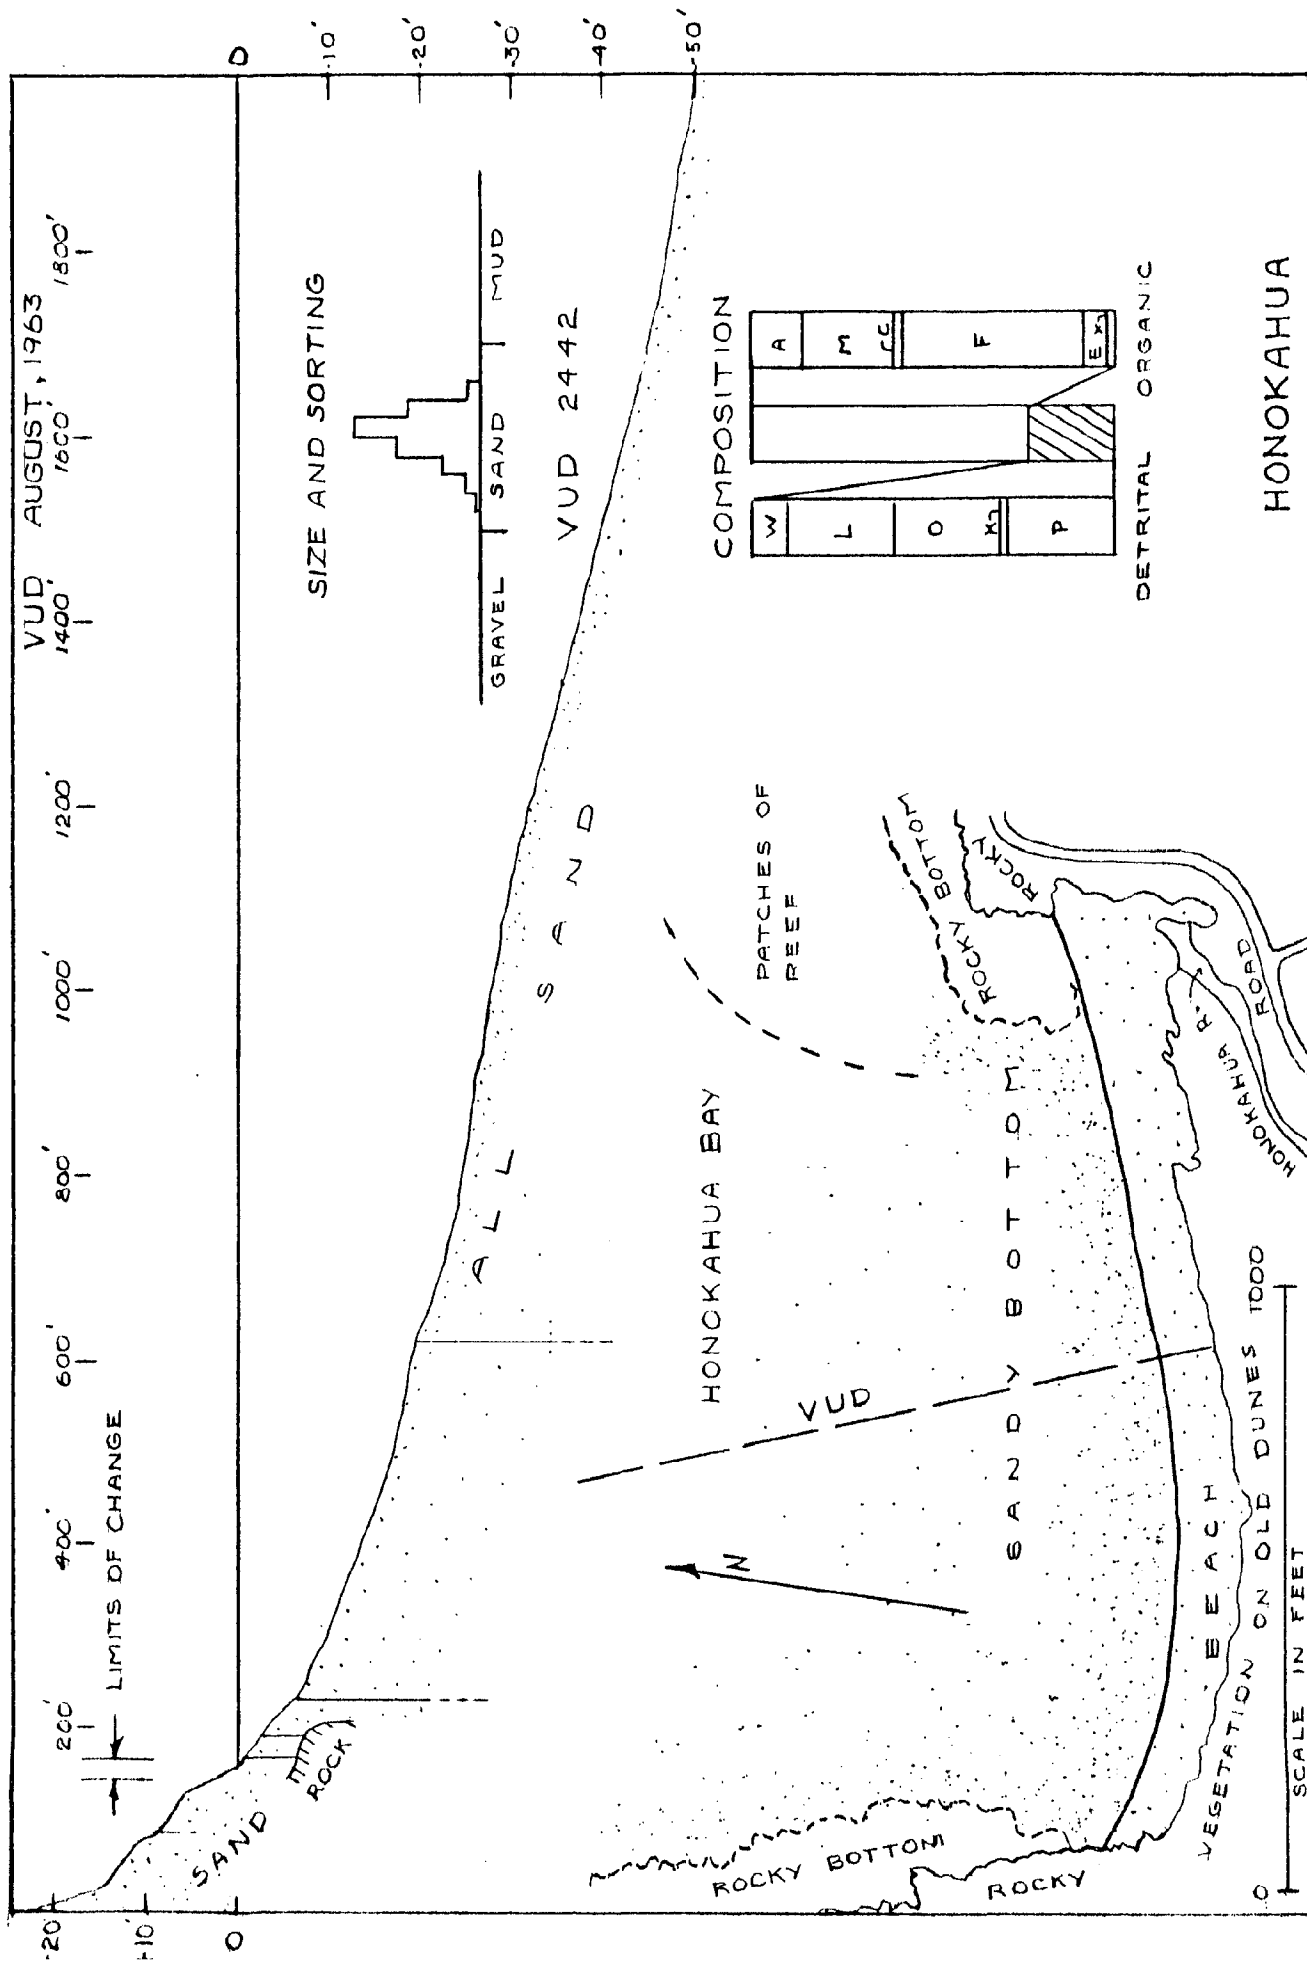 VUD AUGUST, 1963
200' 400' 600' 800' 1000' 1200' 1400' 1600' 1800'
LIMITS OF CHANGE
+20'
+10'
0
0
-10'
-20'
-30'
-40'
-50'
SAND
ROCK
ALL SAND
SIZE AND SORTING
GRAVEL SAND MUD
VUD 2442
COMPOSITION
W
L
O
P
A
M
F
E
DETRITAL ORGANIC
HONOKAHUA BAY
PATCHES OF
REEF
VUD
N
ROCKY BOTTOM
ROCKY BOTTOM
SANDY BOTTOM
ROCKY
ROCKY
BEACH
HONOKAHUA R.
ROAD
VEGETATION ON OLD DUNES
0 1000
SCALE IN FEET
HONOKAHUA